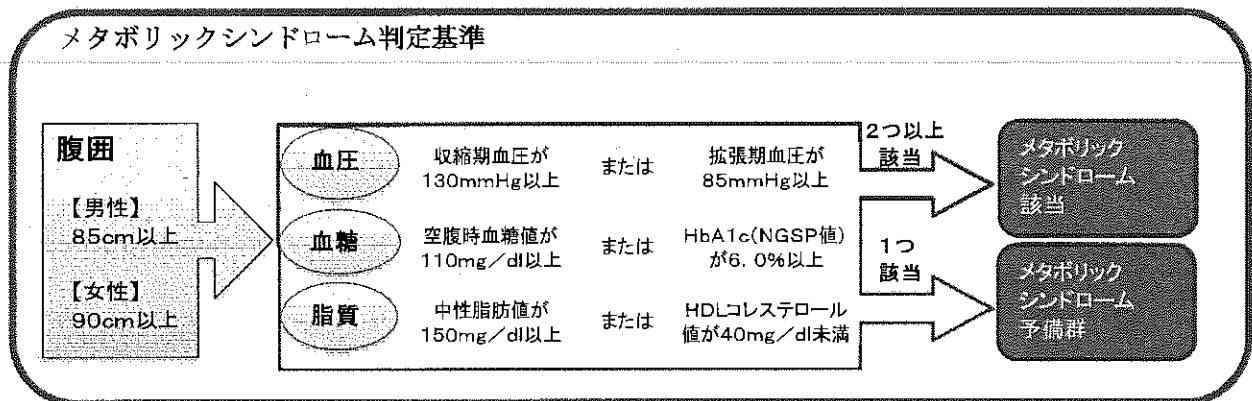 メタボリックシンドローム判定基準
腹囲
【男性】
85cm以上
【女性】
90cm以上
血圧
収縮期血圧が
130mmHg以上
または
拡張期血圧が
85mmHg以上
血糖
空腹時血糖値が
110mg/dl以上
または
HbA1c(NGSP値)
が6.0%以上
脂質
中性脂肪値が
150mg/dl以上
または
HDLコレステロール
値が40mg/dl未満
2つ以上
該当
メタボリック
シンドローム
該当
1つ
該当
メタボリック
シンドローム
予備群